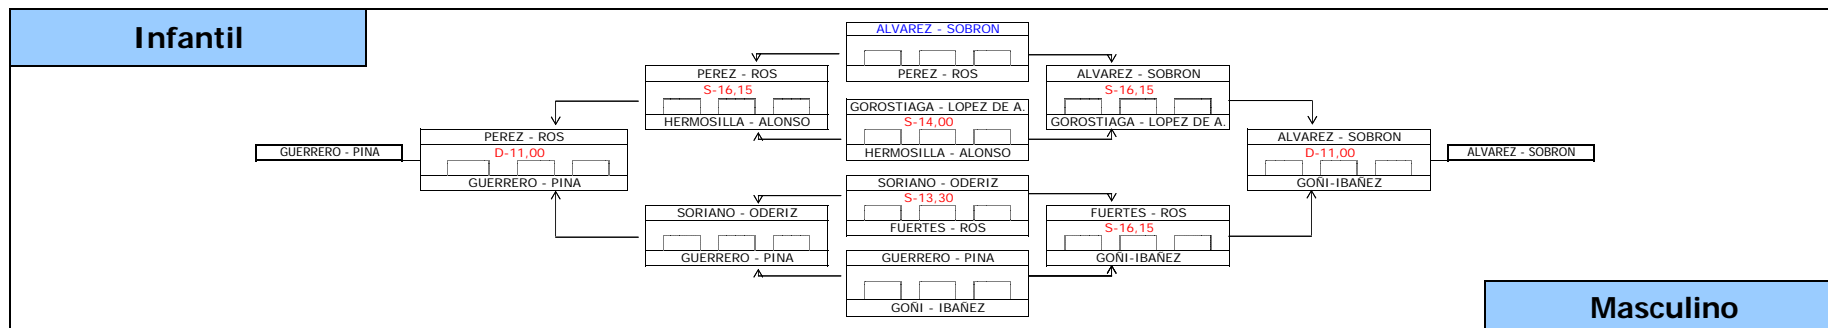 Infantil
ALVAREZ - SOBRON
PEREZ - ROS
PEREZ - ROS
S-16,15
HERMOSILLA - ALONSO
ALVAREZ - SOBRON
S-16,15
GOROSTIAGA - LOPEZ DE A.
GOROSTIAGA - LOPEZ DE A.
S-14,00
HERMOSILLA - ALONSO
PEREZ - ROS
D-11,00
GUERRERO - PINA
GUERRERO - PINA
ALVAREZ - SOBRON
D-11,00
GOÑI-IBAÑEZ
ALVAREZ - SOBRON
SORIANO - ODERIZ
S-13,30
FUERTES - ROS
SORIANO - ODERIZ
GUERRERO - PINA
FUERTES - ROS
S-16,15
GOÑI-IBAÑEZ
GUERRERO - PINA
GOÑI - IBAÑEZ
Masculino